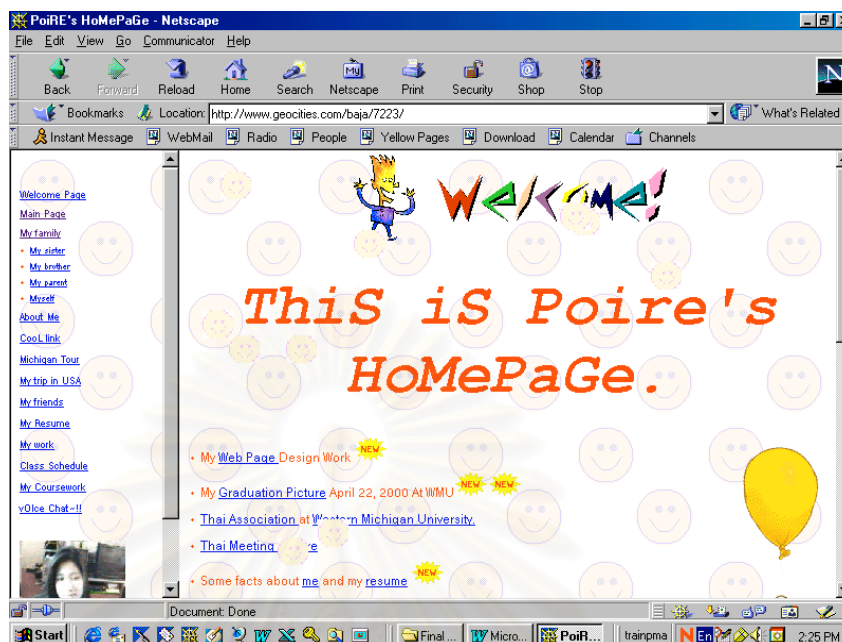 PoiRE's HoMePaGe - Netscape
File Edit View Go Communicator Help
Back Forward Reload Home Search Netscape Print Security Shop Stop
My
N
Bookmarks Location: http://www.geocities.com/baja/7223/ What's Related
Instant Message WebMail Radio People Yellow Pages Download Calendar Channels
Welcome Page
Main Page
My family
My sister
My brother
My parent
Myself
About Me
CooL link
Michigan Tour
My trip in USA
My friends
My Resume
My work
Class Schedule
My Coursework
vOIce Chat~!!
Welcome!
ThiS iS Poire's
HoMePaGe.
My Web Page Design Work NEW
My Graduation Picture April 22, 2000 At WMU NEW NEW
Thai Association at Western Michigan University.
Thai Meeting
Some facts about me and my resume NEW
Document: Done
Start Final ... Micro... PoiR... trainpma N En 2:25 PM